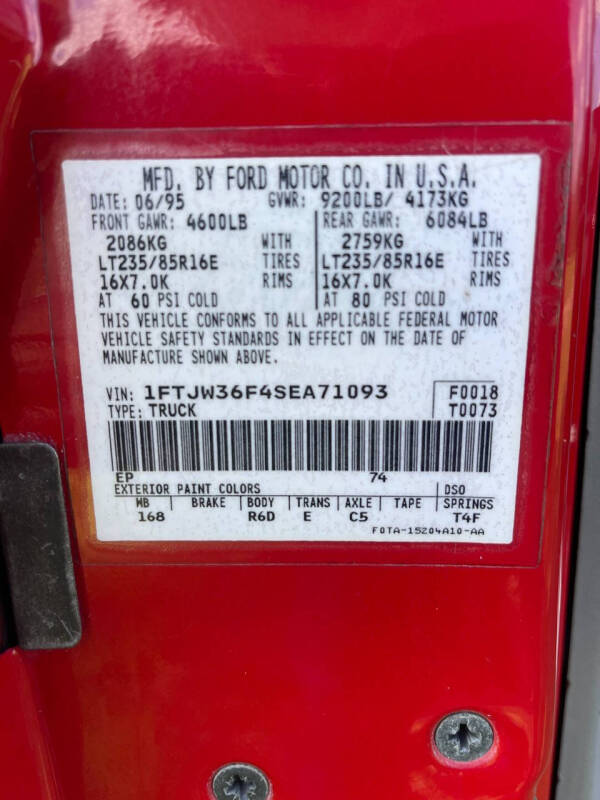 MFD. BY FORD MOTOR CO. IN U.S.A.
DATE: 06/95 GVWR: 9200LB/ 4173KG
FRONT GAWR: 4600LB REAR GAWR: 6084LB
2086KG WITH 2759KG WITH
LT235/85R16E TIRES LT235/85R16E TIRES
16X7.0K RIMS 16X7.0K RIMS
AT 60 PSI COLD AT 80 PSI COLD
THIS VEHICLE CONFORMS TO ALL APPLICABLE FEDERAL MOTOR
VEHICLE SAFETY STANDARDS IN EFFECT ON THE DATE OF
MANUFACTURE SHOWN ABOVE.
VIN: 1FTJW36F4SEA71093 F0018
TYPE: TRUCK T0073
EP 74
EXTERIOR PAINT COLORS DSO
WB BRAKE BODY TRANS AXLE TAPE SPRINGS
168 R6D E C5 T4F
F0TA-15204A10-AA